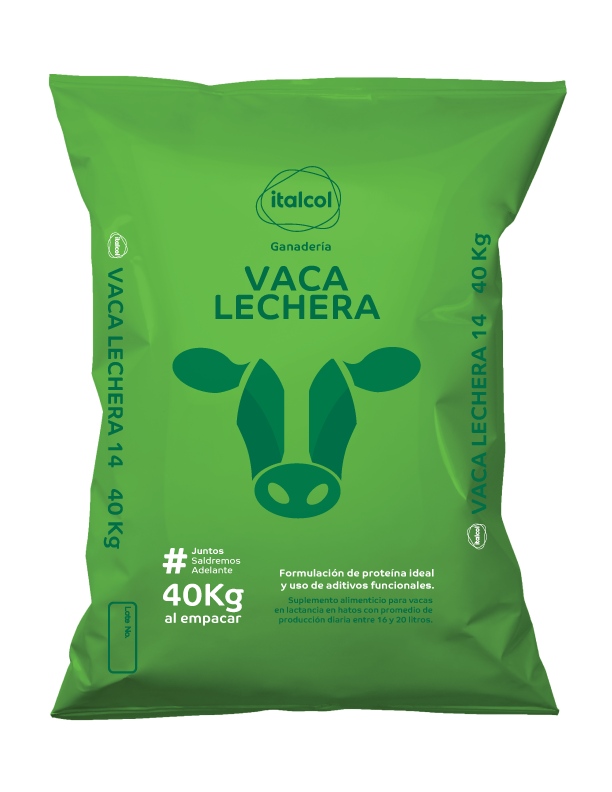 italcol
Ganadería
VACA
LECHERA
italcol VACA LECHERA 14 40 Kg
italcol VACA LECHERA 14 40 Kg
# Juntos
Saldremos
Adelante
40Kg
al empacar
Formulación de proteína ideal
y uso de aditivos funcionales.
Suplemento alimenticio para vacas
en lactancia en hatos con promedio de
producción diaria entre 16 y 20 litros.
Lote No.